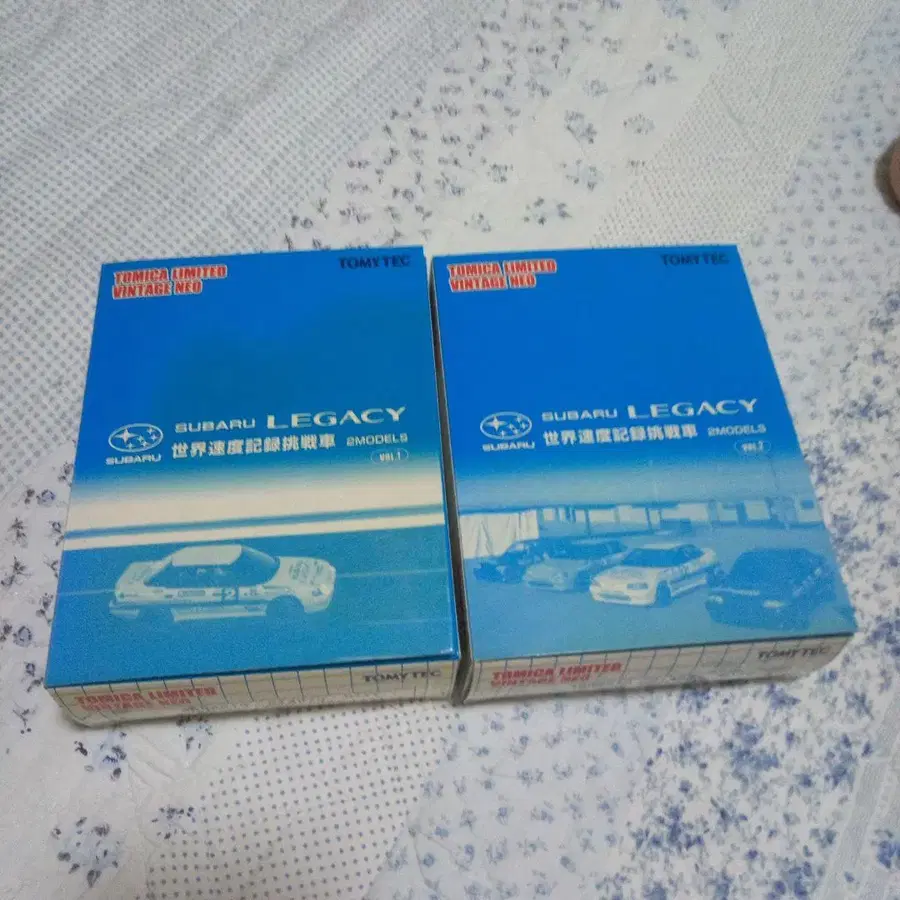 TOMICA LIMITED
VINTAGE NEO
TOMYTEC
SUBARU
SUBARU LEGACY
世界速度記録挑戦車 2MODELS
vol.1
2
TOMICA LIMITED
VINTAGE NEO
TOMYTEC
TOMICA LIMITED
VINTAGE NEO
TOMYTEC
SUBARU
SUBARU LEGACY
世界速度記録挑戦車 2MODELS
vol.2
TOMICA LIMITED
VINTAGE NEO
TOMYTEC